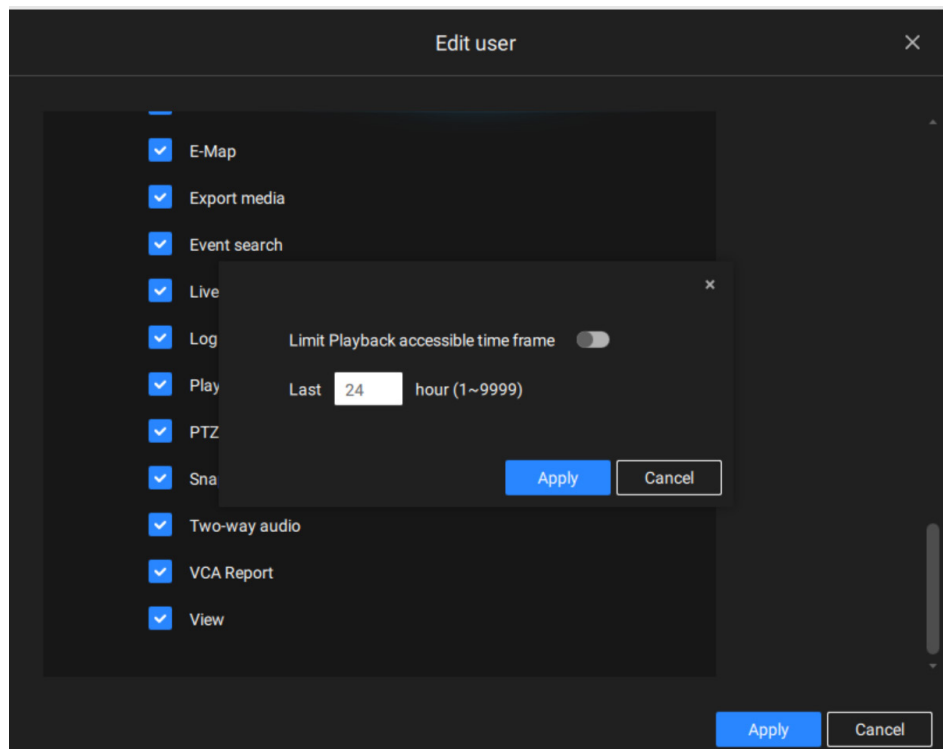 Edit user
E-Map
Export media
Event search
Live
Log
Limit Playback accessible time frame
Play
Last 24 hour (1~9999)
PTZ
Sna
Apply Cancel
Two-way audio
VCA Report
View
Apply Cancel